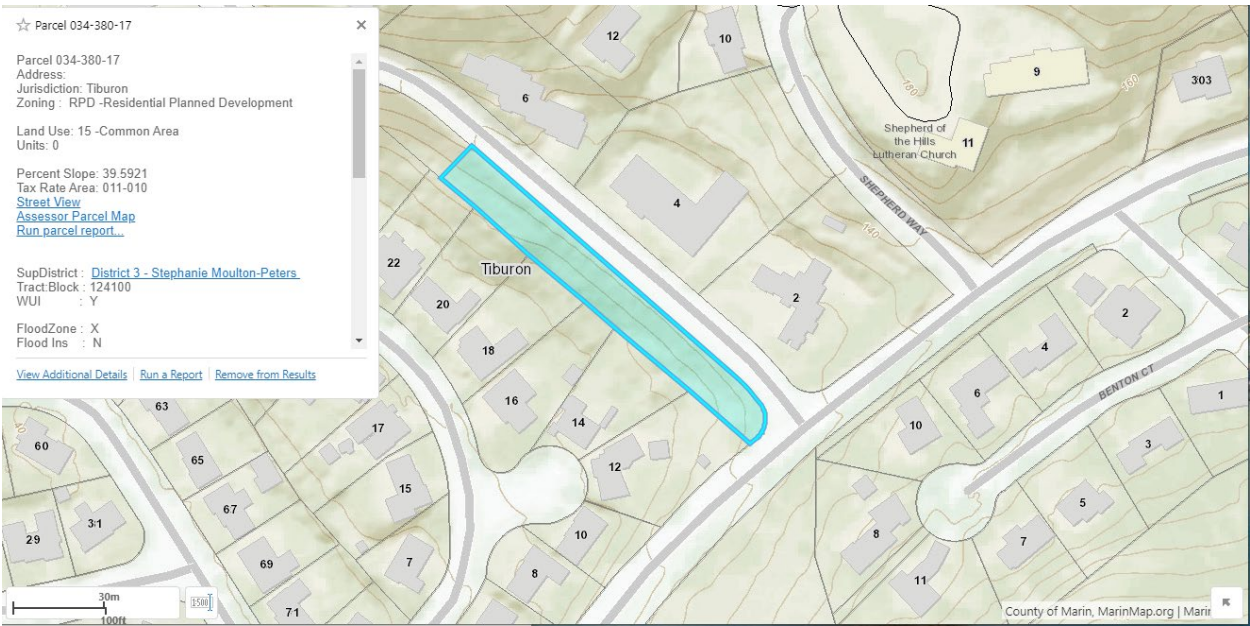 ☆ Parcel 034-380-17 ×
Parcel 034-380-17
Address:
Jurisdiction: Tiburon
Zoning : RPD -Residential Planned Development
Land Use: 15 -Common Area
Units: 0
Percent Slope: 39.5921
Tax Rate Area: 011-010
Street View
Assessor Parcel Map
Run parcel report...
SupDistrict : District 3 - Stephanie Moulton-Peters
Tract:Block : 124100
WUI : Y
FloodZone : X
Flood Ins : N
View Additional Details Run a Report Remove from Results
12
10
6
9
303
180
160
Shepherd of
the Hills
Lutheran Church
11
4
SHEPHERD WAY
140
22
Tiburon
20
2
2
18
4
BENTON CT
16
6
1
63
14
10
17
60
3
65
12
15
5
67
31
29
10
8
7
69
7
8
11
71
30m
100ft
1500
County of Marin, MarinMap.org | Marin